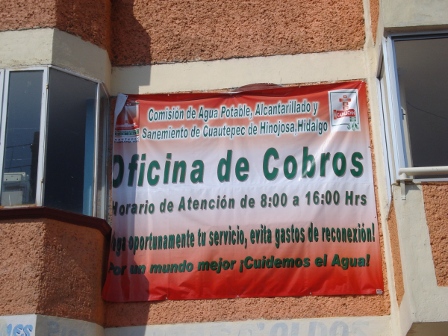 Comisión de Agua Potable, Alcantarillado y
Sanemiento de Cuautepec de Hinojosa.Hidalgo
Oficina de Cobros
Horario de Atención de 8:00 a 16:00 Hrs
oportunamente tu servicio, evita gastos de reconexión!
Por un mundo mejor ¡Cuidemos el Agua!